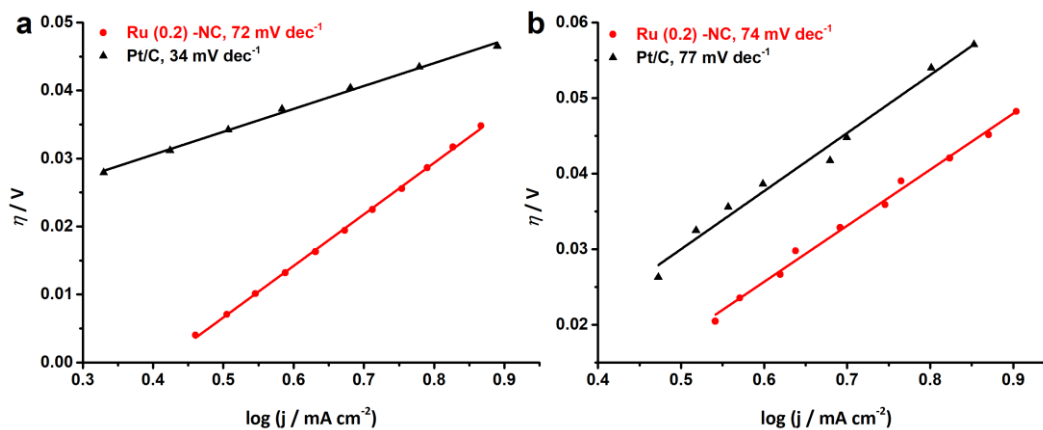 a
Ru (0.2) -NC, 72 mV dec⁻¹
Pt/C, 34 mV dec⁻¹
0.05
0.04
0.03
0.02
0.01
0.00
η / V
0.3 0.4 0.5 0.6 0.7 0.8 0.9
log (j / mA cm⁻²)
b
Ru (0.2) -NC, 74 mV dec⁻¹
Pt/C, 77 mV dec⁻¹
0.06
0.05
0.04
0.03
0.02
η / V
0.4 0.5 0.6 0.7 0.8 0.9
log (j / mA cm⁻²)